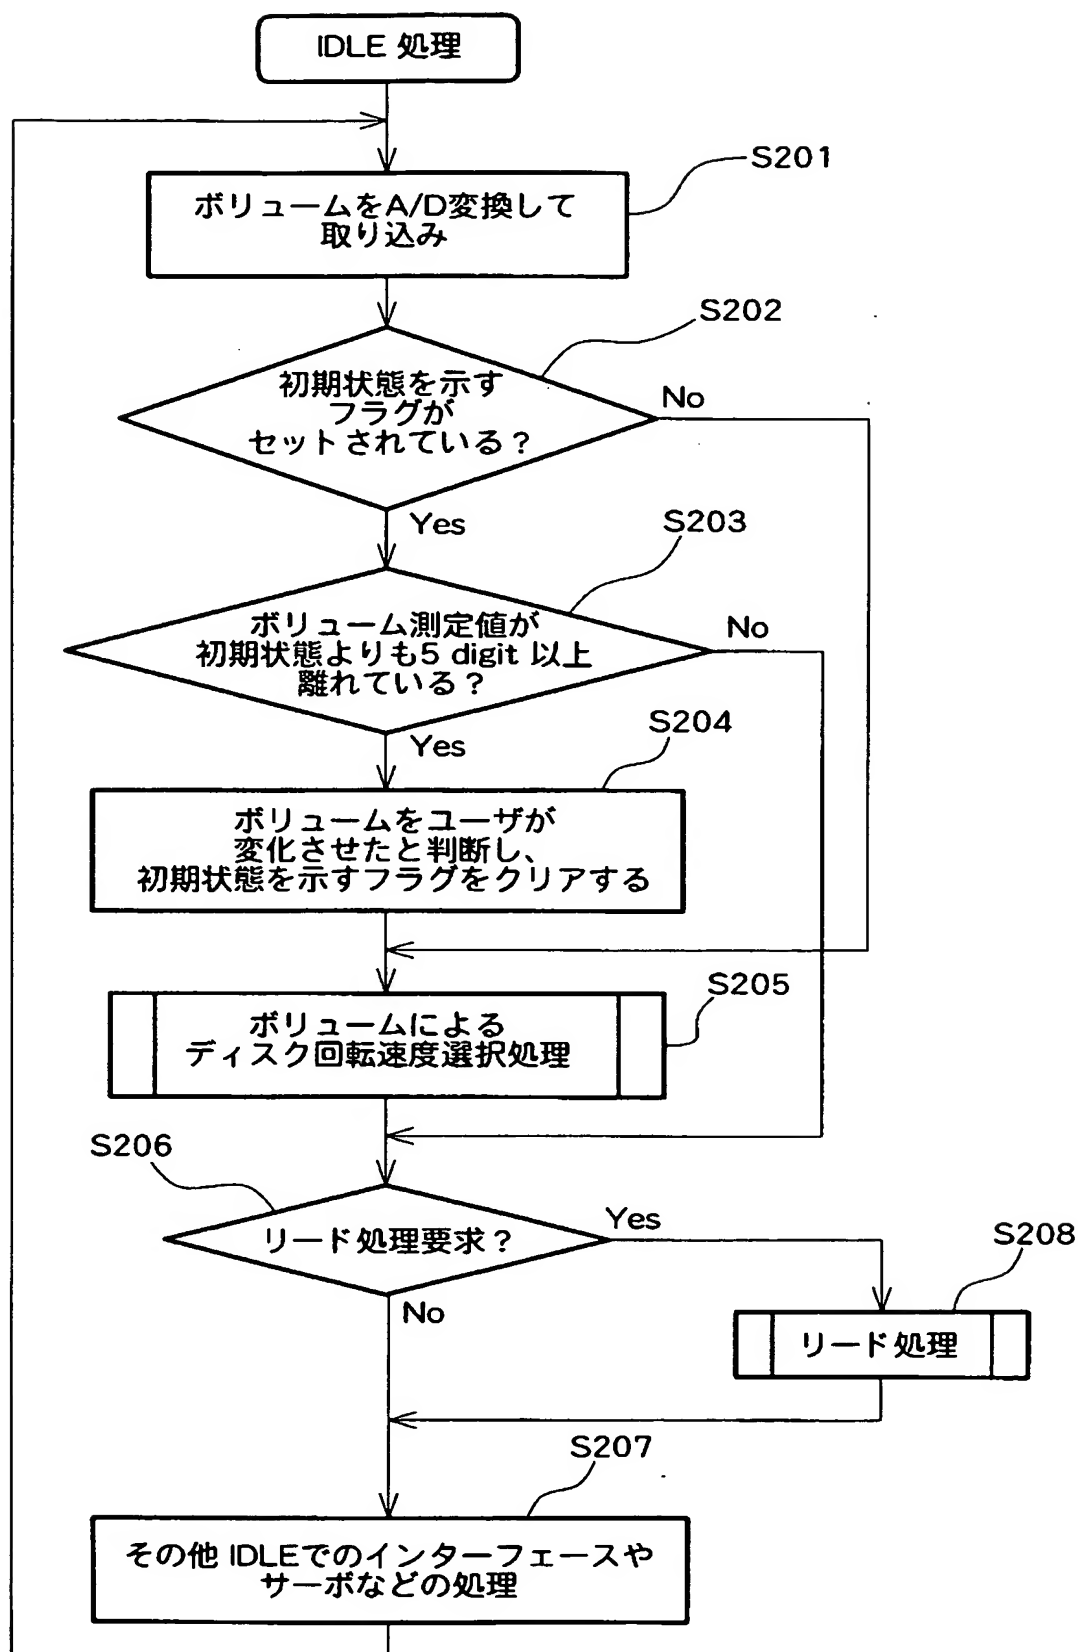 IDLE 処理
S201
ボリュームをA/D変換して
取り込み
S202
初期状態を示す
フラグが
セットされている？
No
Yes
S203
ボリューム測定値が
初期状態よりも5 digit 以上
離れている？
No
Yes
S204
ボリュームをユーザが
変化させたと判断し、
初期状態を示すフラグをクリアする
S205
ボリュームによる
ディスク回転速度選択処理
S206
リード処理要求？
Yes
No
S208
リード処理
S207
その他 IDLEでのインターフェースや
サーボなどの処理